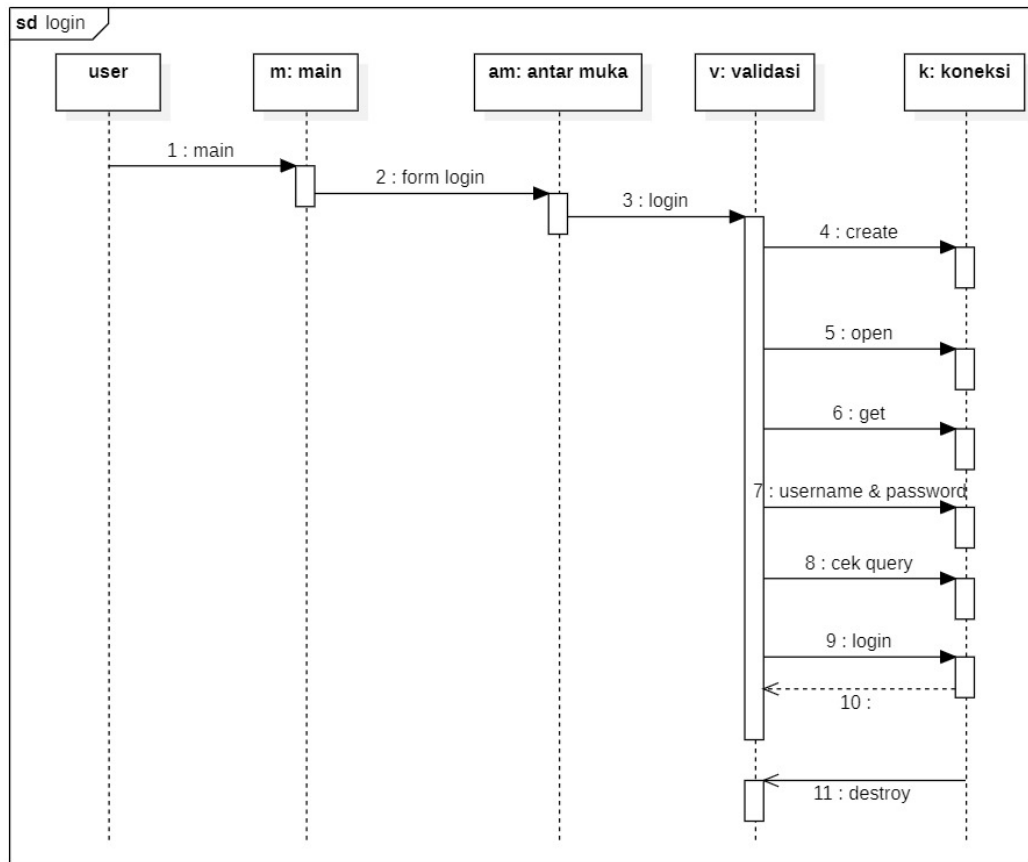 sd login
user
m: main
am: antar muka
v: validasi
k: koneksi
1 : main
2 : form login
3 : login
4 : create
5 : open
6 : get
7 : username & password
8 : cek query
9 : login
10 :
11 : destroy